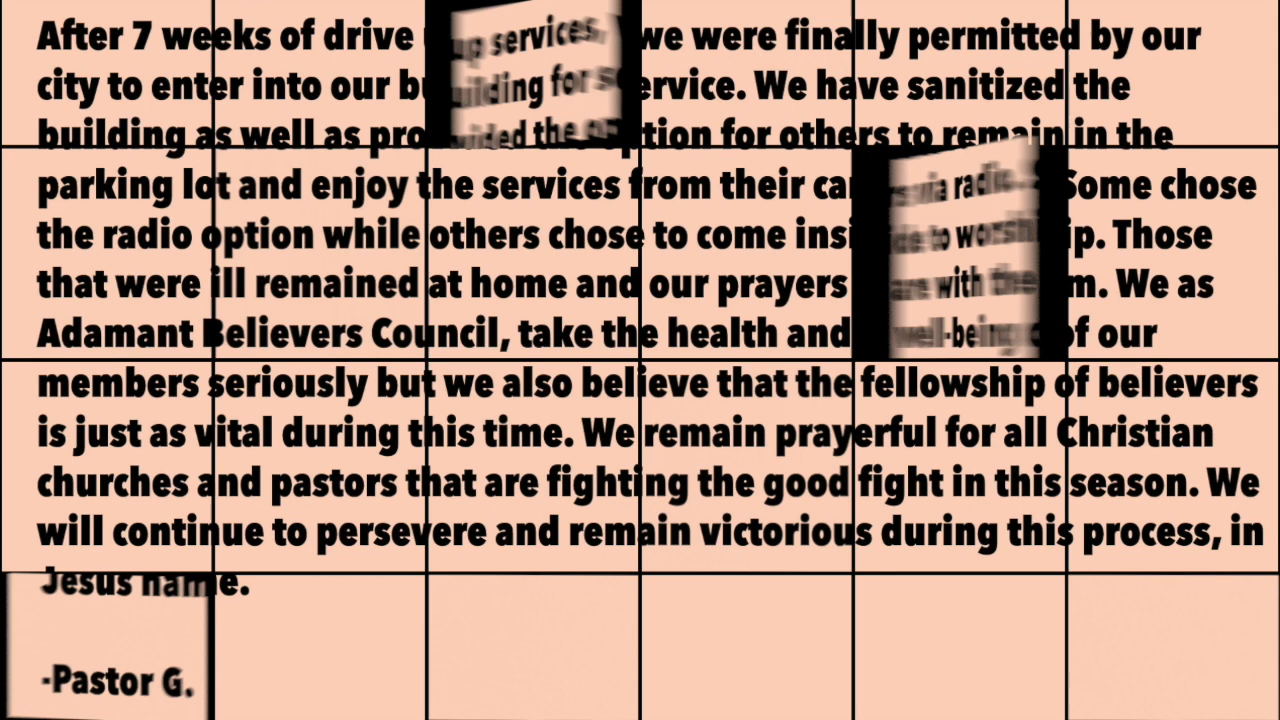 After 7 weeks of drive up services, we were finally permitted by our
city to enter into our building for service. We have sanitized the
building as well as provided the option for others to remain in the
parking lot and enjoy the services from their cars via radio. Some chose
the radio option while others chose to come inside to worship. Those
that were ill remained at home and our prayers are with them. We as
Adamant Believers Council, take the health and well-being of our
members seriously but we also believe that the fellowship of believers
is just as vital during this time. We remain prayerful for all Christian
churches and pastors that are fighting the good fight in this season. We
will continue to persevere and remain victorious during this process, in
Jesus name.
-Pastor G.